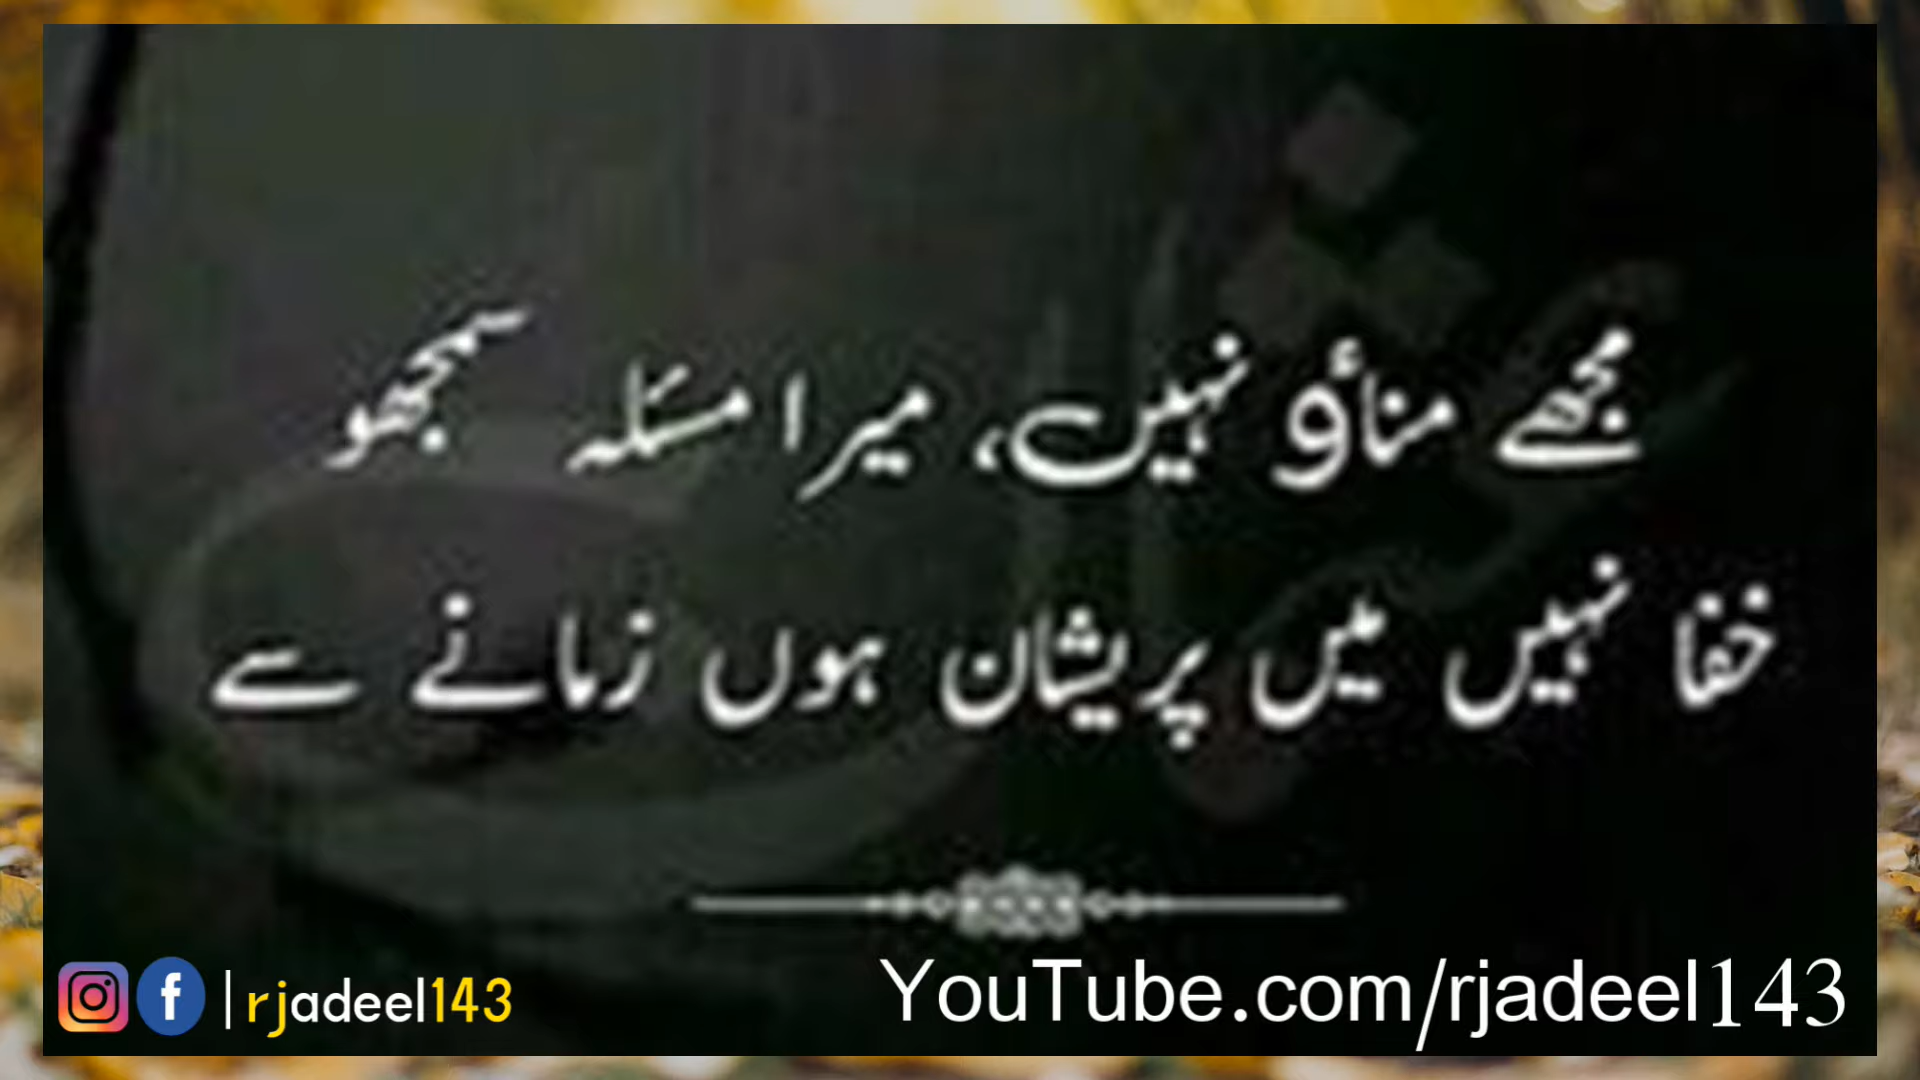 مجھے مناؤ نہیں، میرا مسئلہ سمجھو
خفا نہیں میں پریشان ہوں زمانے سے
| rjadeel143
YouTube.com/rjadeel143